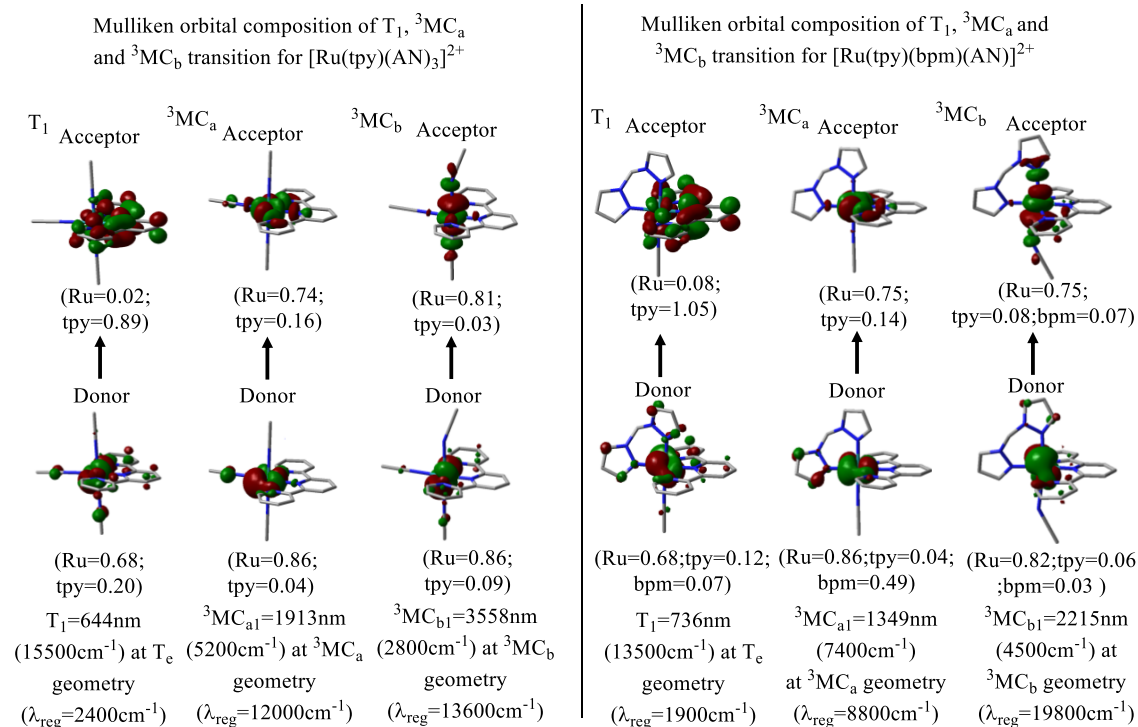 Mulliken orbital composition of T1, 3MCa
and 3MCb transition for [Ru(tpy)(AN)3]2+
T1 Acceptor
3MCa Acceptor
3MCb Acceptor
(Ru=0.02;
tpy=0.89)
(Ru=0.74;
tpy=0.16)
(Ru=0.81;
tpy=0.03)
Donor
Donor
Donor
(Ru=0.68;
tpy=0.20)
(Ru=0.86;
tpy=0.04)
(Ru=0.86;
tpy=0.09)
T1=644nm
(15500cm-1) at Te
geometry
(λreg=2400cm-1)
3MCa1=1913nm
(5200cm-1) at 3MCa
geometry
(λreg=12000cm-1)
3MCb1=3558nm
(2800cm-1) at 3MCb
geometry
(λreg=13600cm-1)
Mulliken orbital composition of T1, 3MCa and
3MCb transition for [Ru(tpy)(bpm)(AN)]2+
T1 Acceptor
3MCa Acceptor
3MCb Acceptor
(Ru=0.08;
tpy=1.05)
(Ru=0.75;
tpy=0.14)
(Ru=0.75;
tpy=0.08;bpm=0.07)
Donor
Donor
Donor
(Ru=0.68;tpy=0.12;
bpm=0.07)
(Ru=0.86;tpy=0.04;
bpm=0.49)
(Ru=0.82;tpy=0.06
;bpm=0.03 )
T1=736nm
(13500cm-1) at Te
geometry
(λreg=1900cm-1)
3MCa1=1349nm
(7400cm-1)
at 3MCa geometry
(λreg=8800cm-1)
3MCb1=2215nm
(4500cm-1) at
3MCb geometry
(λreg=19800cm-1)